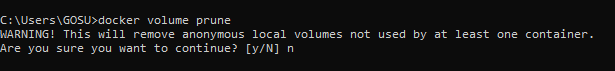 C:\Users\GOSU>docker volume prune
WARNING! This will remove anonymous local volumes not used by at least one container.
Are you sure you want to continue? [y/N] n